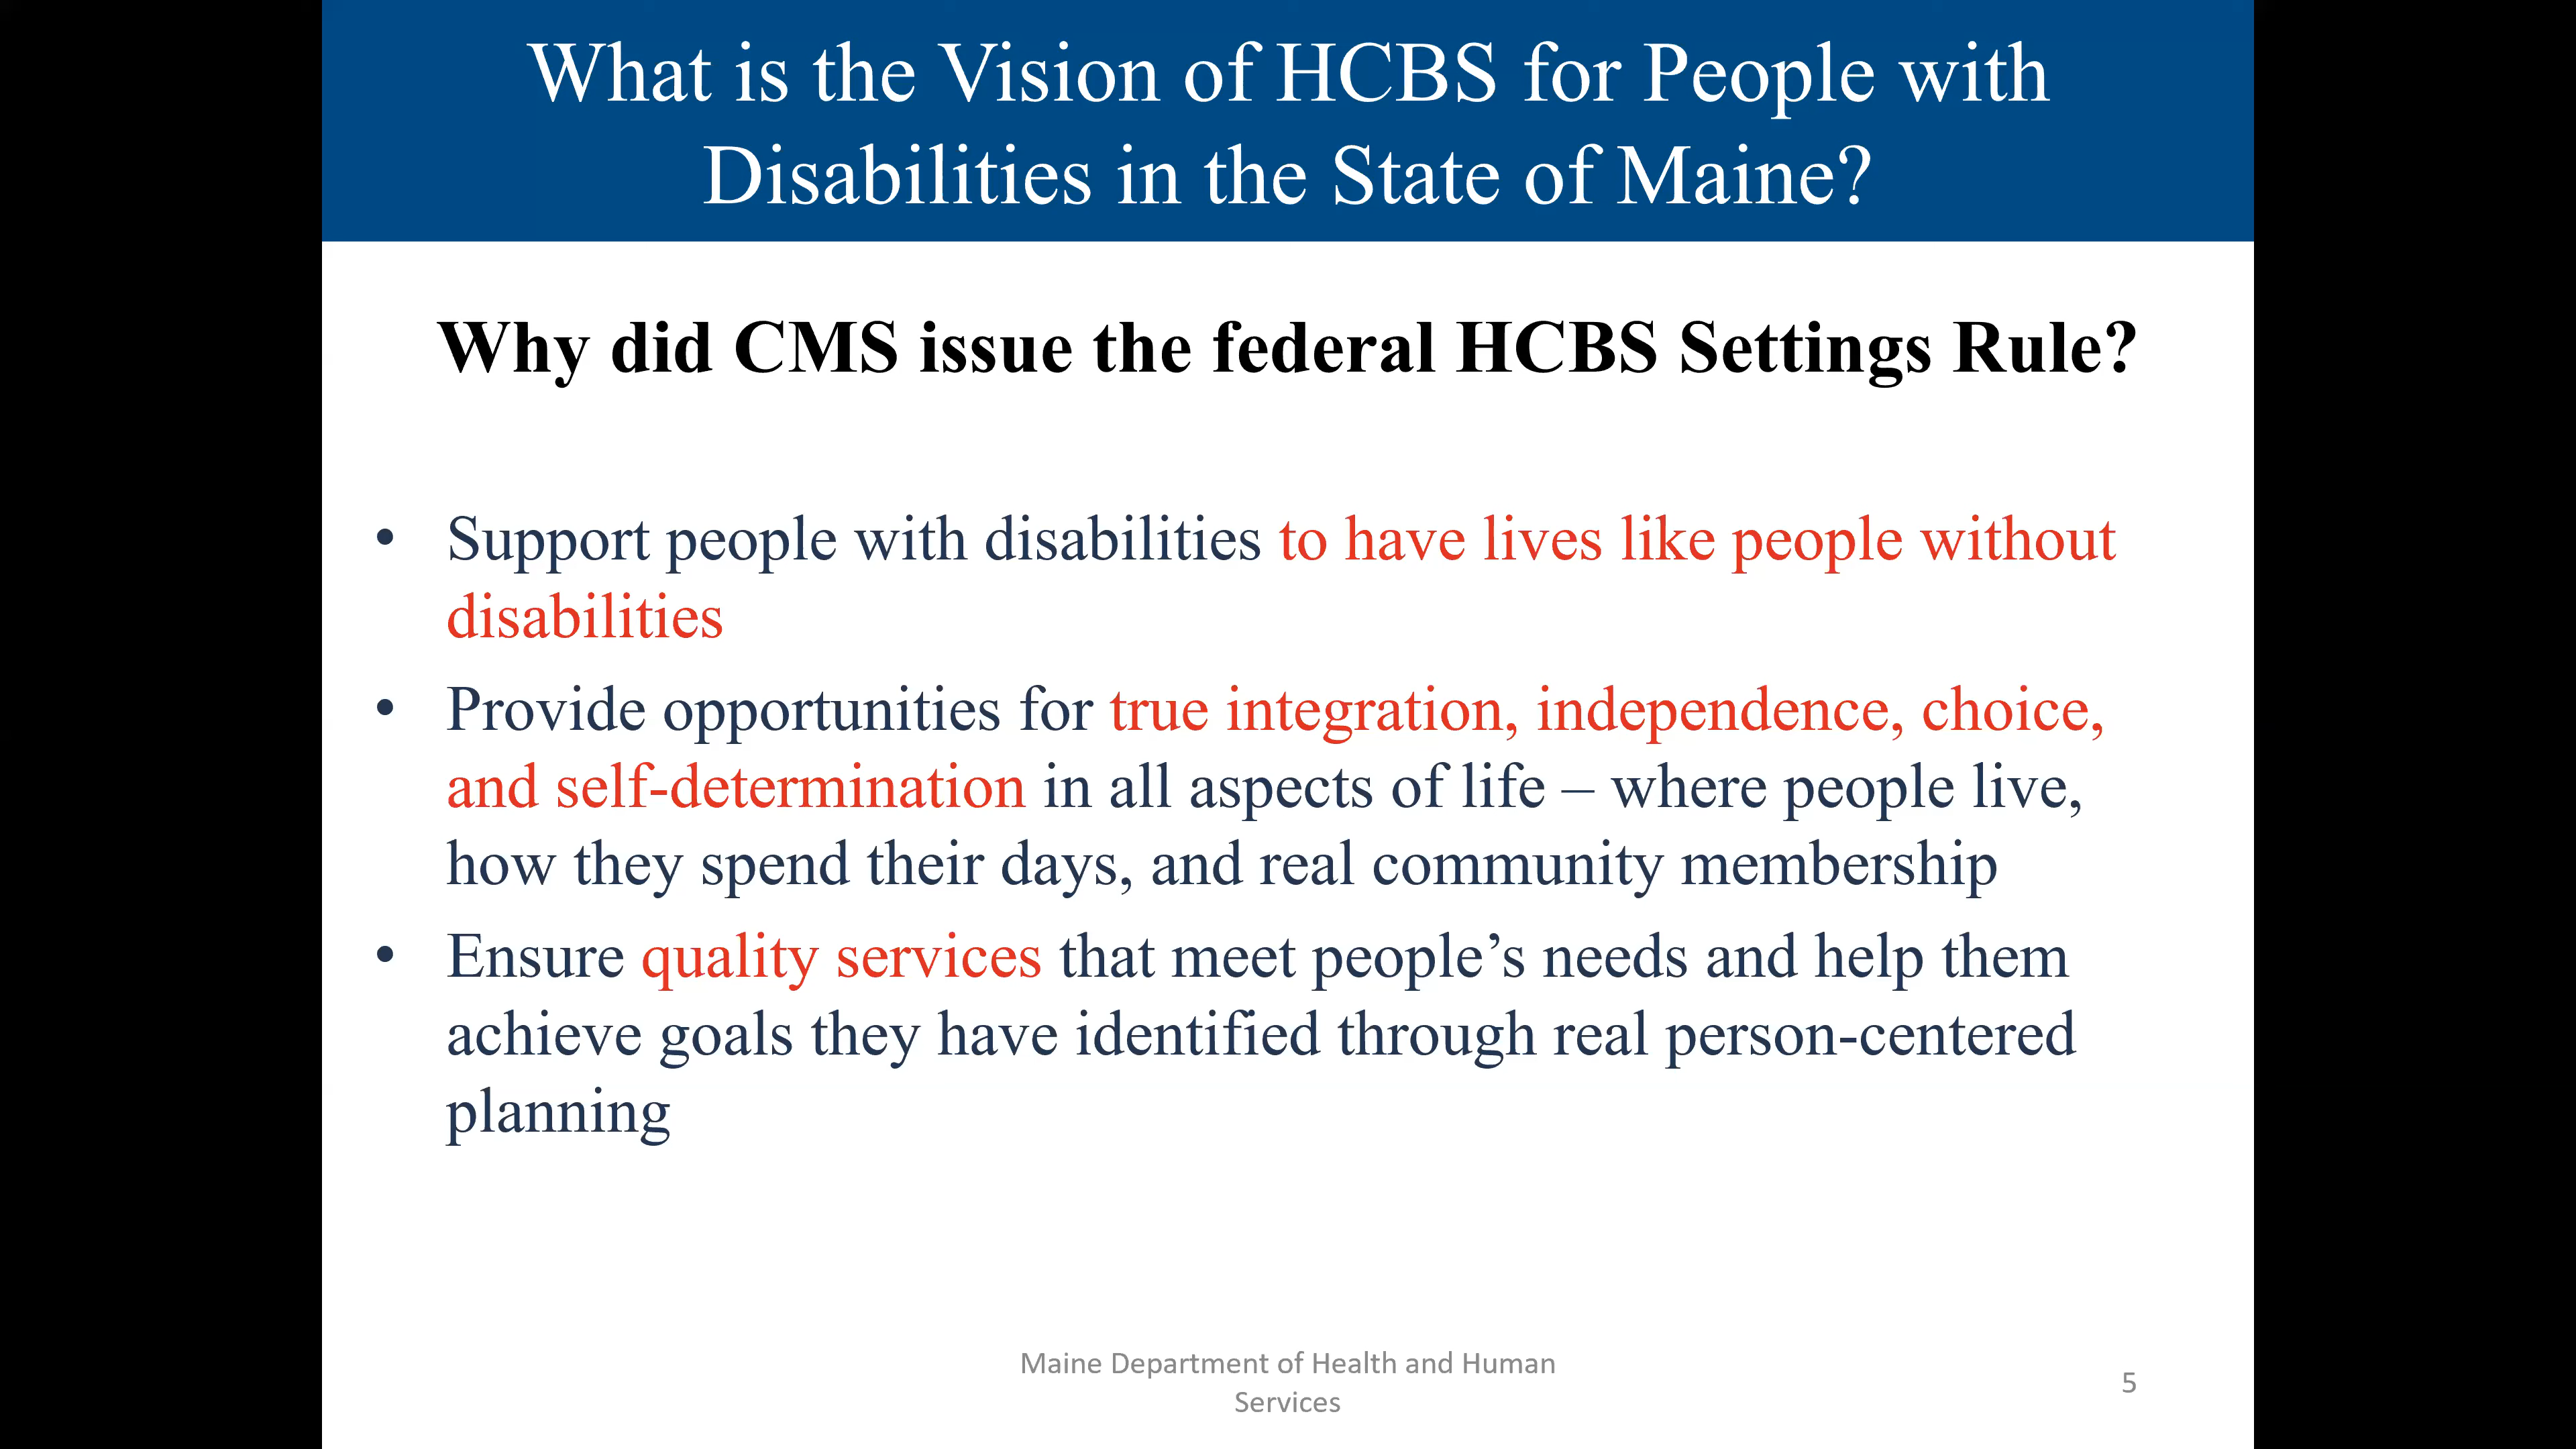 What is the Vision of HCBS for People with
Disabilities in the State of Maine?
Why did CMS issue the federal HCBS Settings Rule?
• Support people with disabilities to have lives like people without
disabilities
• Provide opportunities for true integration, independence, choice,
and self-determination in all aspects of life – where people live,
how they spend their days, and real community membership
• Ensure quality services that meet people’s needs and help them
achieve goals they have identified through real person-centered
planning
Maine Department of Health and Human
Services
5